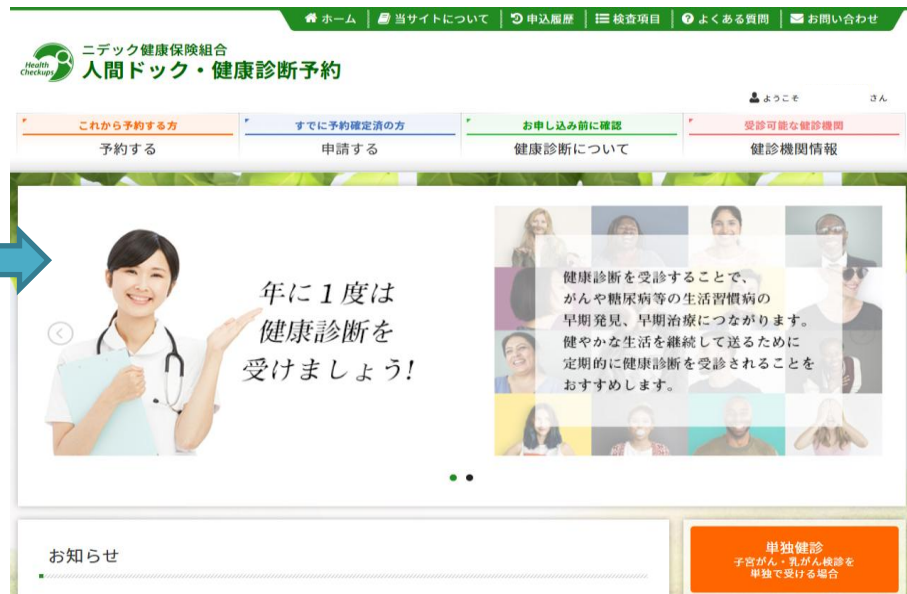 ホーム
当サイトについて
申込履歴
検査項目
よくある質問
お問い合わせ
Health
Checkups
ニデック健康保険組合
人間ドック・健康診断予約
ようこそ さん
これから予約する方
予約する
すでに予約確定済の方
申請する
お申し込み前に確認
健康診断について
受診可能な健診機関
健診機関情報
年に1度は
健康診断を
受けましょう!
健康診断を受診することで、
がんや糖尿病等の生活習慣病の
早期発見、早期治療につながります。
健やかな生活を継続して送るために
定期的に健康診断を受診されることを
おすすめします。
お知らせ
単独健診
子宮がん・乳がん検診を
単独で受ける場合